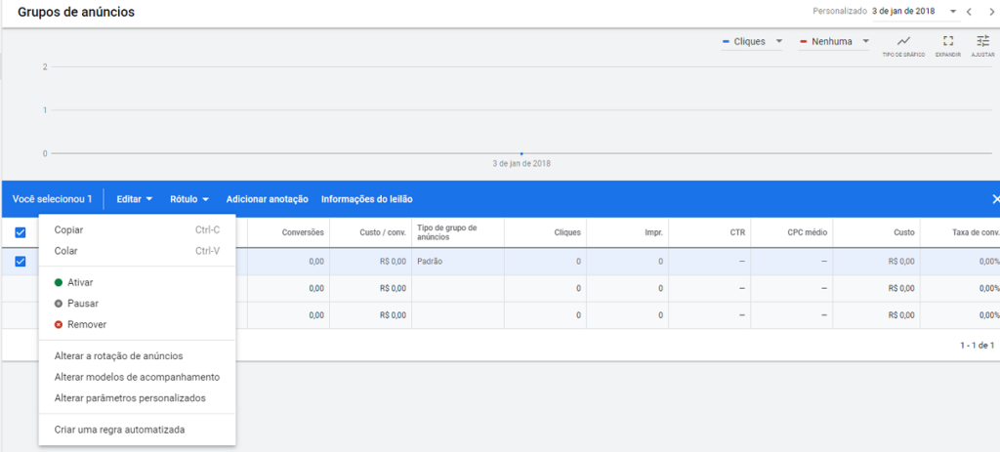 Grupos de anúncios
Personalizado 3 de jan de 2018
Cliques Nenhuma
TIPO DE GRÁFICO EXPANDIR AJUSTAR
2
1
0
3 de jan de 2018
Você selecionou 1 Editar Rótulo Adicionar anotação Informações do leilão
Copiar Ctrl-C
Colar Ctrl-V
Ativar
Pausar
Remover
Alterar a rotação de anúncios
Alterar modelos de acompanhamento
Alterar parâmetros personalizados
Criar uma regra automatizada
Conversões Custo / conv. Tipo de grupo de anúncios Cliques Impr. CTR CPC médio Custo Taxa de conv.
0,00 R$ 0,00 Padrão 0 0 – – R$ 0,00 0,00%
0,00 R$ 0,00 0 0 – – R$ 0,00 0,00%
0,00 R$ 0,00 0 0 – – R$ 0,00 0,00%
1 - 1 de 1